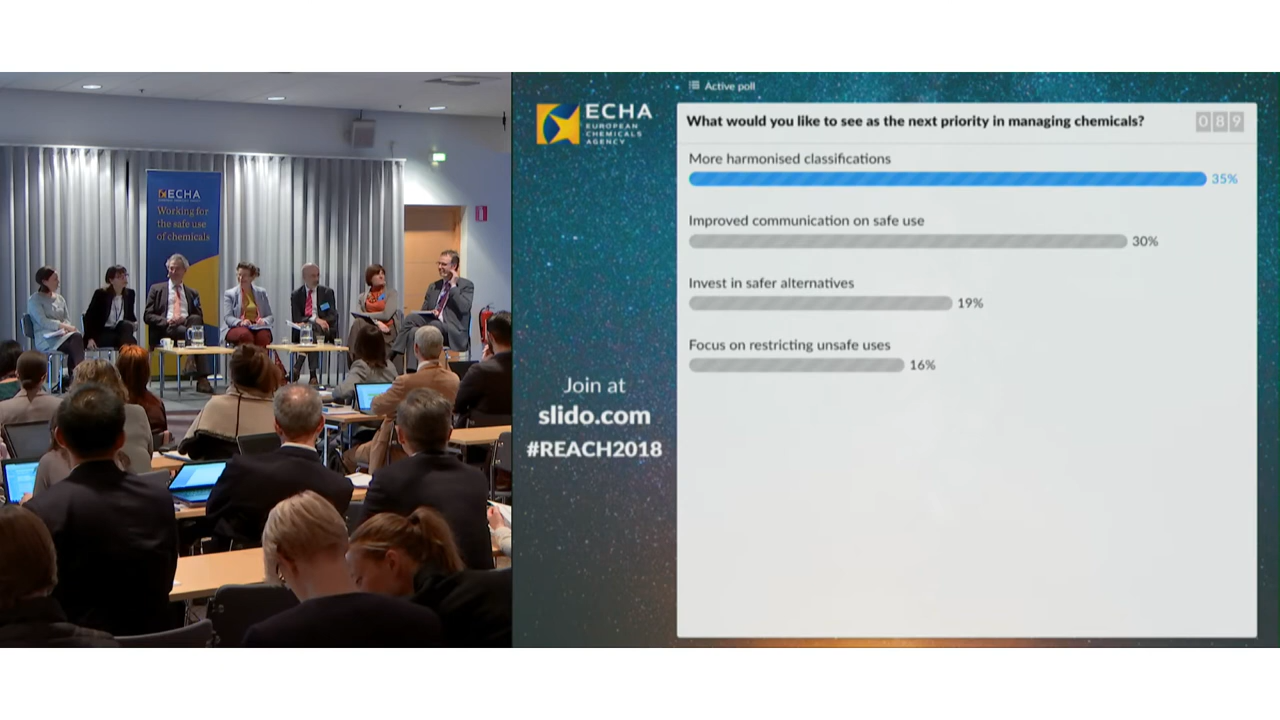 ECHA
Working for
the safe use
of chemicals
ECHA
EUROPEAN
CHEMICALS
AGENCY
Join at
slido.com
#REACH2018
Active poll
What would you like to see as the next priority in managing chemicals?
089
More harmonised classifications
35%
Improved communication on safe use
30%
Invest in safer alternatives
19%
Focus on restricting unsafe uses
16%